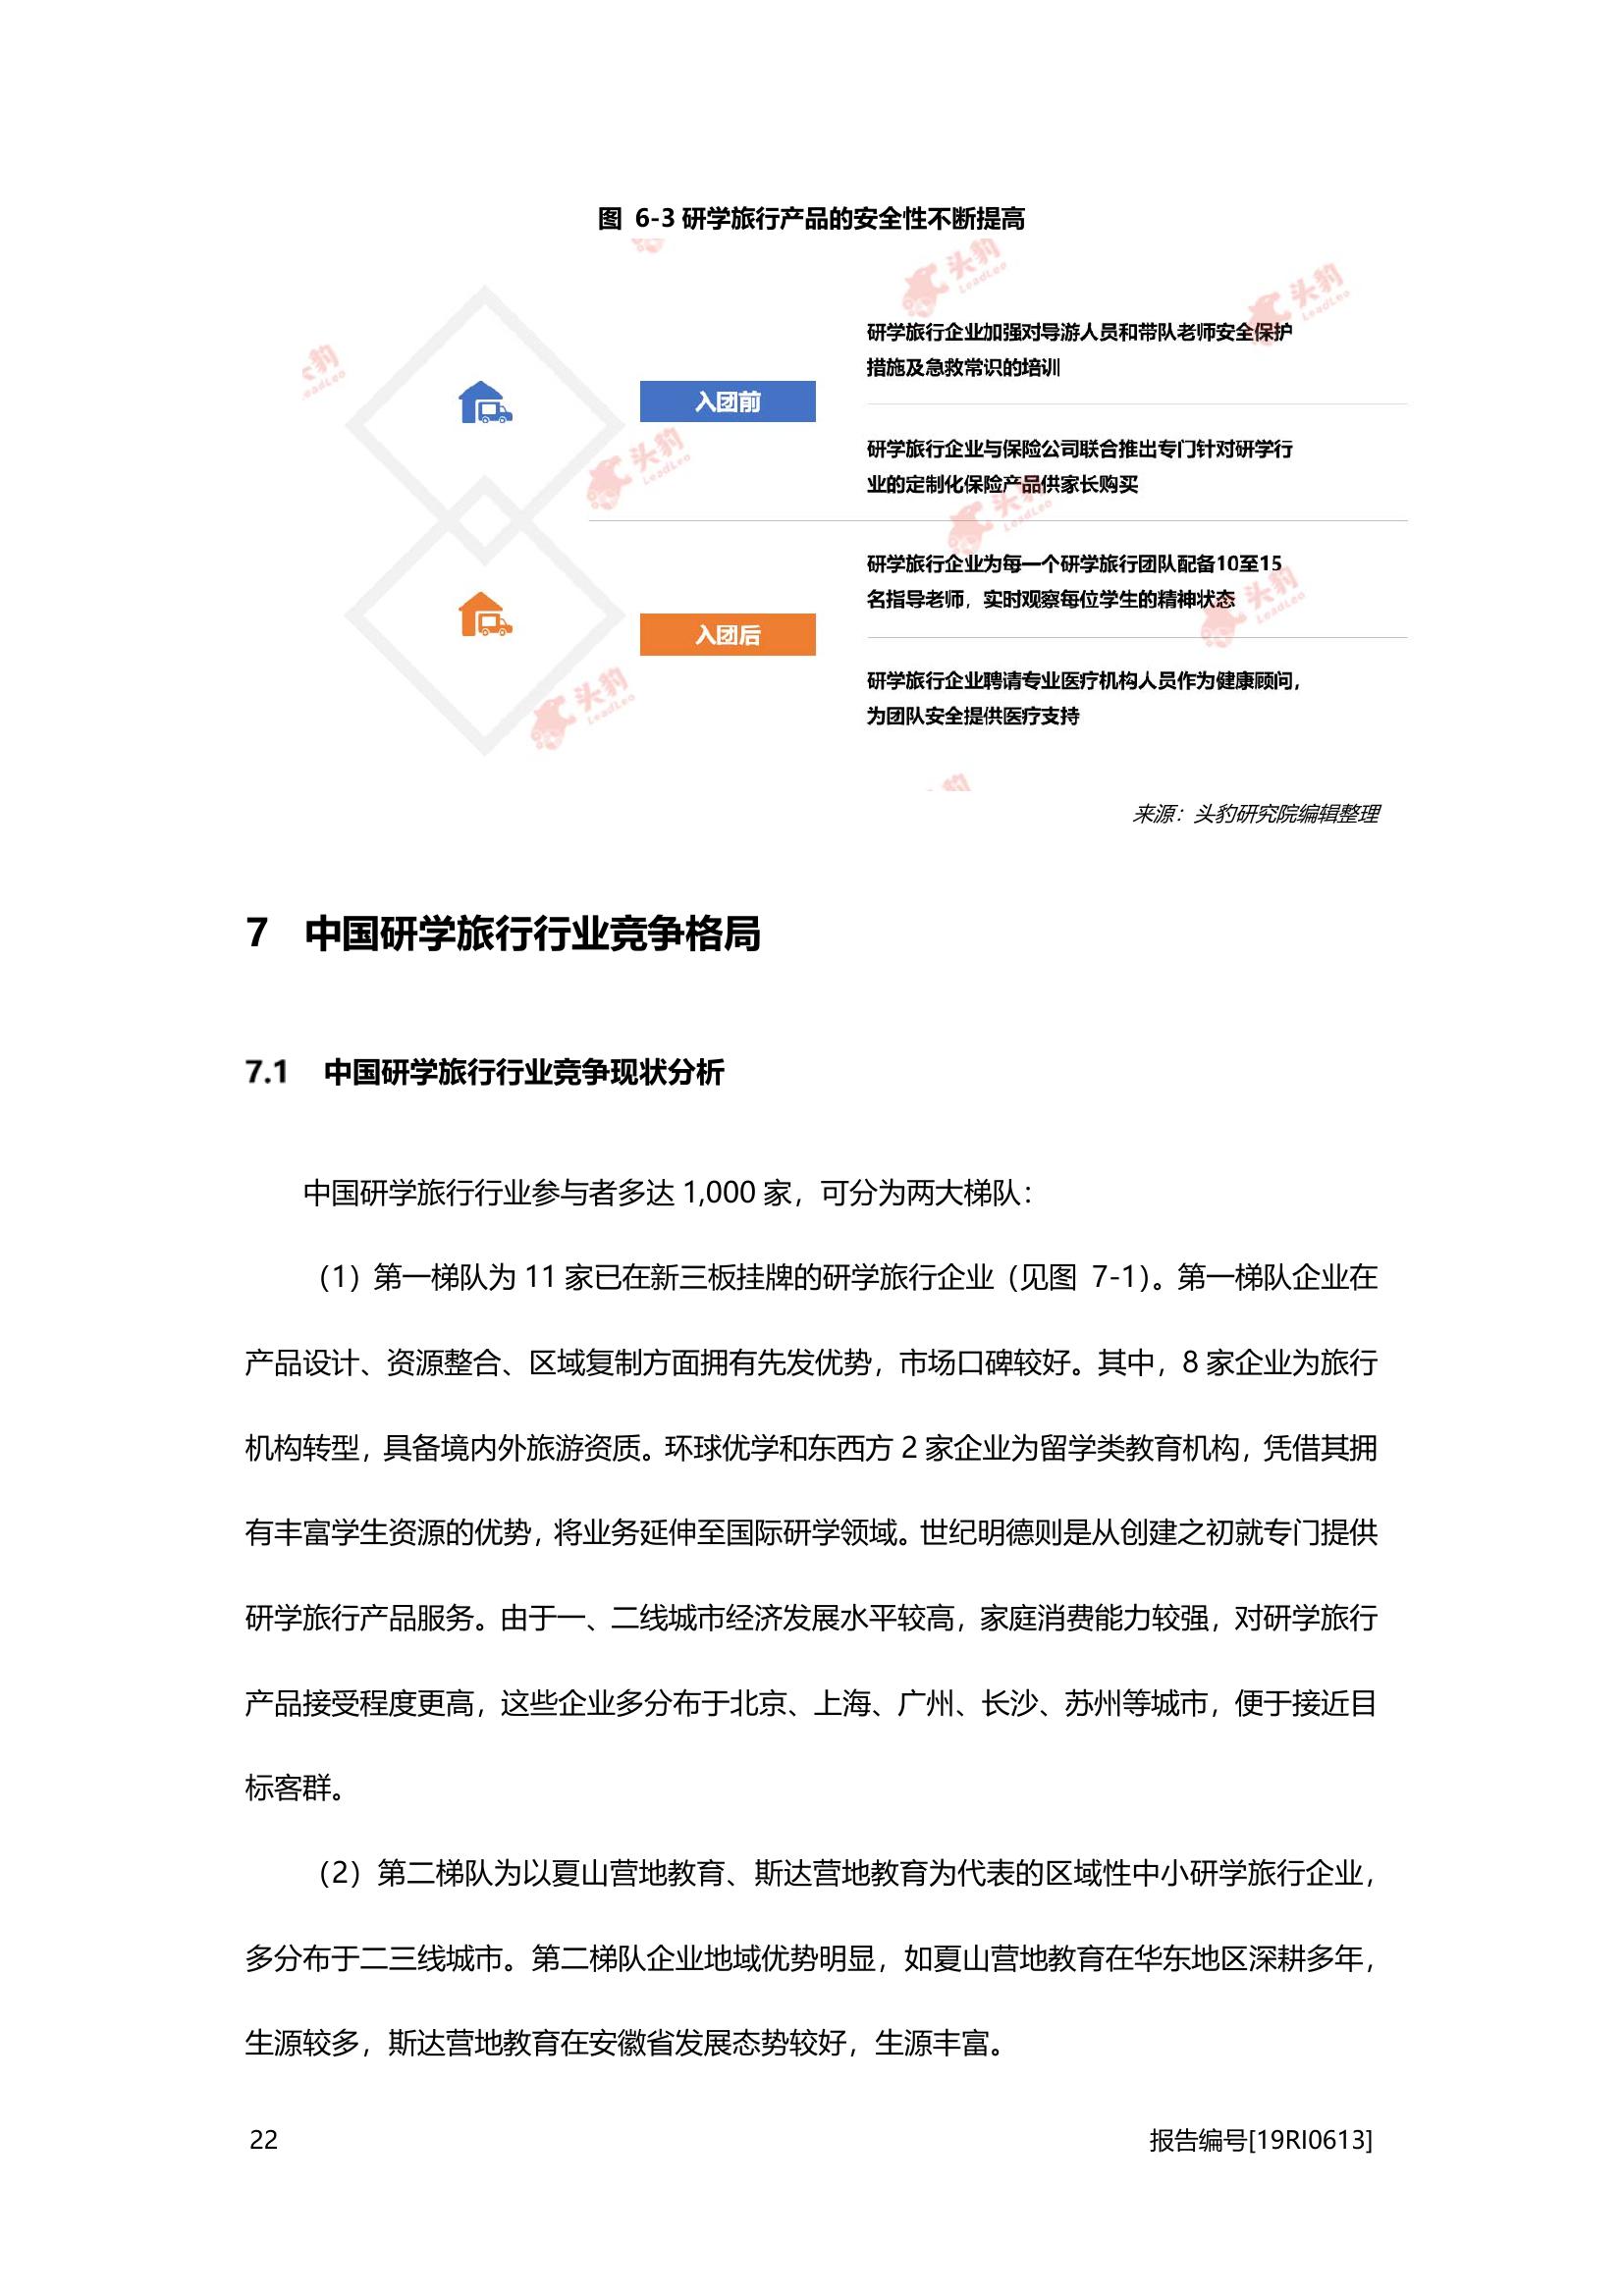 图 6-3 研学旅行产品的安全性不断提高
头豹
LeadLeo
研学旅行企业加强对导游人员和带队老师安全保护
措施及急救常识的培训
入团前
研学旅行企业与保险公司联合推出专门针对研学行
业的定制化保险产品供家长购买
研学旅行企业为每一个研学旅行团队配备10至15
名指导老师，实时观察每位学生的精神状态
入团后
研学旅行企业聘请专业医疗机构人员作为健康顾问，
为团队安全提供医疗支持
来源：头豹研究院编辑整理
7 中国研学旅行行业竞争格局
7.1 中国研学旅行行业竞争现状分析
中国研学旅行行业参与者多达 1,000 家，可分为两大梯队：
（1）第一梯队为 11 家已在新三板挂牌的研学旅行企业（见图 7-1）。第一梯队企业在
产品设计、资源整合、区域复制方面拥有先发优势，市场口碑较好。其中，8 家企业为旅行
机构转型，具备境内外旅游资质。环球优学和东西方 2 家企业为留学类教育机构，凭借其拥
有丰富学生资源的优势，将业务延伸至国际研学领域。世纪明德则是从创建之初就专门提供
研学旅行产品服务。由于一、二线城市经济发展水平较高，家庭消费能力较强，对研学旅行
产品接受程度更高，这些企业多分布于北京、上海、广州、长沙、苏州等城市，便于接近目
标客群。
（2）第二梯队为以夏山营地教育、斯达营地教育为代表的区域性中小研学旅行企业，
多分布于二三线城市。第二梯队企业地域优势明显，如夏山营地教育在华东地区深耕多年，
生源较多，斯达营地教育在安徽省发展态势较好，生源丰富。
22
报告编号[19RI0613]